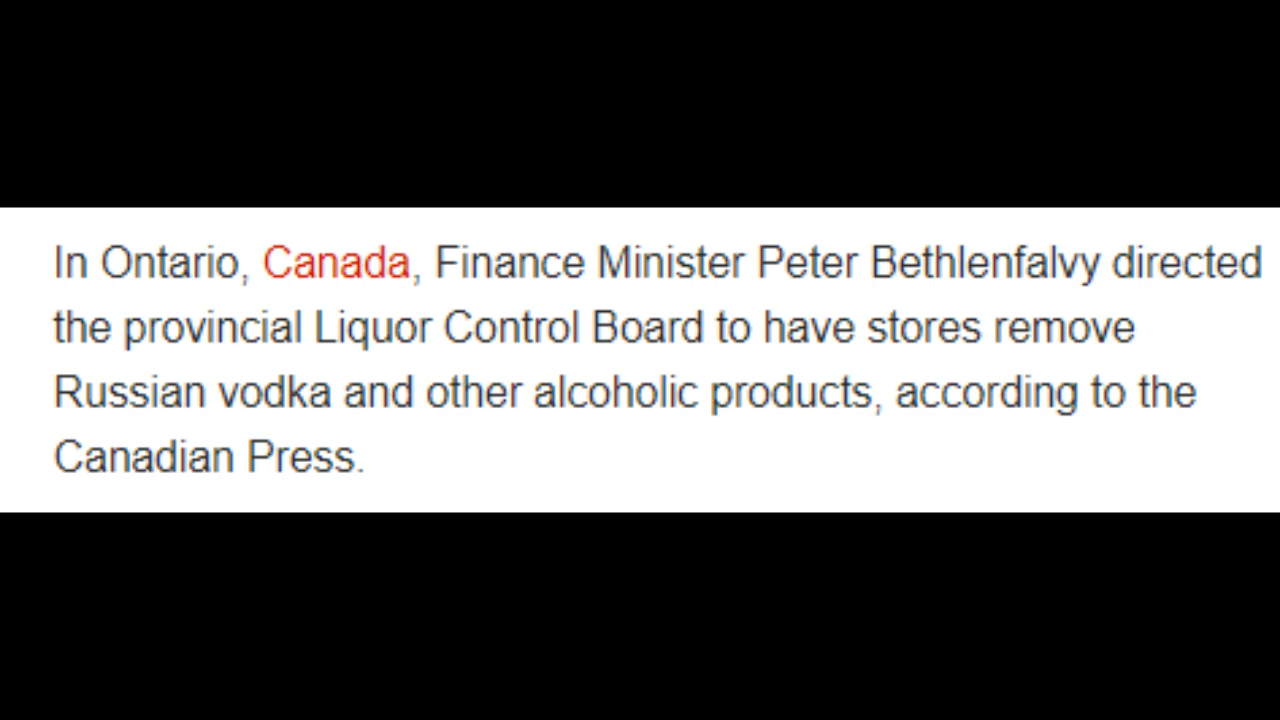 In Ontario, Canada, Finance Minister Peter Bethlenfalvy directed
the provincial Liquor Control Board to have stores remove
Russian vodka and other alcoholic products, according to the
Canadian Press.